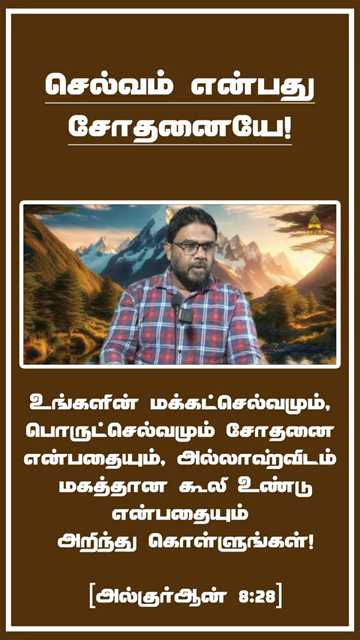 செல்வம் என்பது
சோதனையே!
உங்களின் மக்கட்செல்வமும்,
பொருட்செல்வமும் சோதனை
என்பதையும், அல்லாஹ்விடம்
மகத்தான கூலி உண்டு
என்பதையும்
அறிந்து கொள்ளுங்கள்!
[அல்குர்ஆன் 8:28]